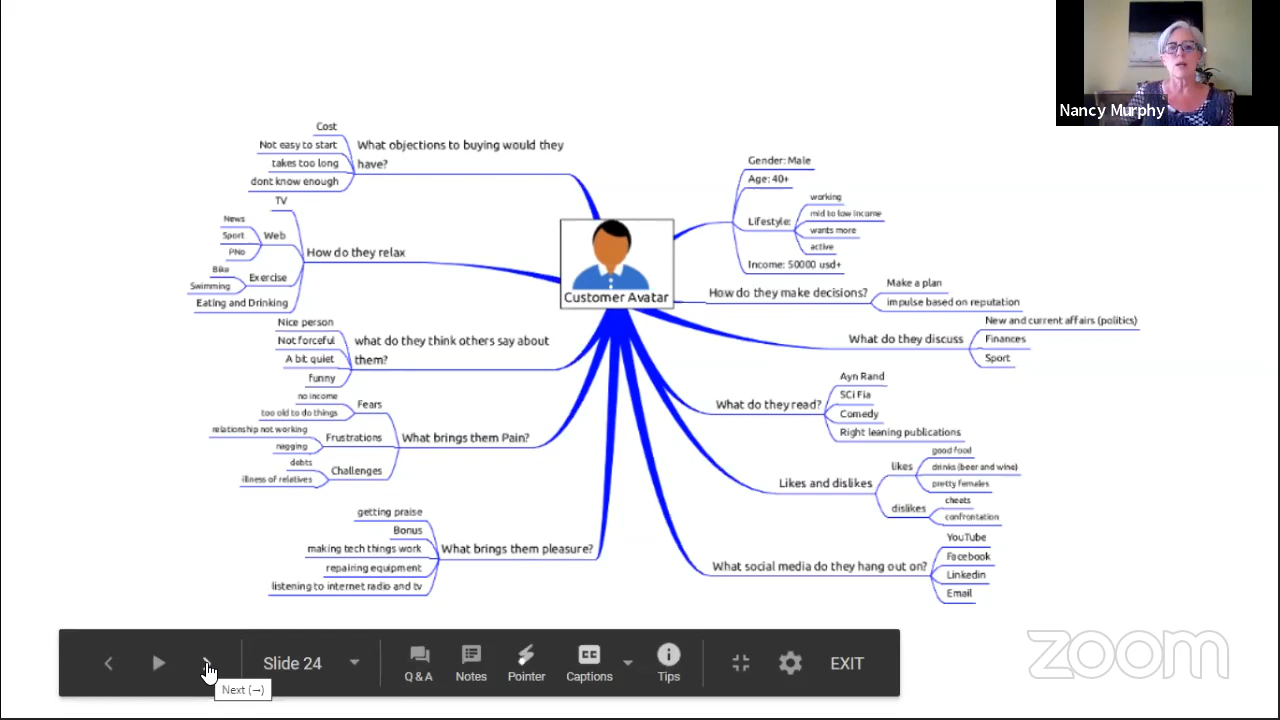 Nancy Murphy
Customer Avatar
What objections to buying would they
have?
Cost
Not easy to start
takes too long
dont know enough
How do they relax
TV
Web
News
Sport
PNo
Exercise
Bike
Swimming
Eating and Drinking
what do they think others say about
them?
Nice person
Not forceful
A bit quiet
funny
What brings them Pain?
Fears
no income
too old to do things
Frustrations
relationship not working
nagging
Challenges
debts
illness of relatives
What brings them pleasure?
getting praise
Bonus
making tech things work
repairing equipment
listening to internet radio and tv
Gender: Male
Age: 40+
Lifestyle:
working
mid to low income
wants more
active
Income: 50000 usd+
How do they make decisions?
Make a plan
impulse based on reputation
What do they discuss
New and current affairs (politics)
Finances
Sport
What do they read?
Ayn Rand
SCi Fia
Comedy
Right leaning publications
Likes and dislikes
likes
good food
drinks (beer and wine)
pretty females
dislikes
cheats
confrontation
What social media do they hang out on?
YouTube
Facebook
Linkedin
Email
Slide 24
Q & A
Notes
Pointer
Captions
Tips
EXIT
Next (→)
zoom